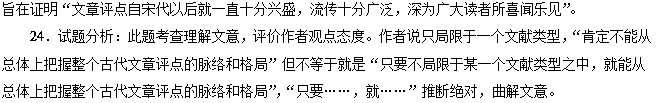 旨在证明“文章评点自宋代以后就一直十分兴盛，流传十分广泛，深为广大读者所喜闻乐见”。
24．试题分析：此题考查理解文意，评价作者观点态度。作者说只局限于一个文献类型，“肯定不能从
总体上把握整个古代文章评点的脉络和格局”但不等于就是“只要不局限于某一个文献类型之中，就能从
总体上把握整个古代文章评点的脉络和格局”，“只要……，就……”推断绝对，曲解文意。